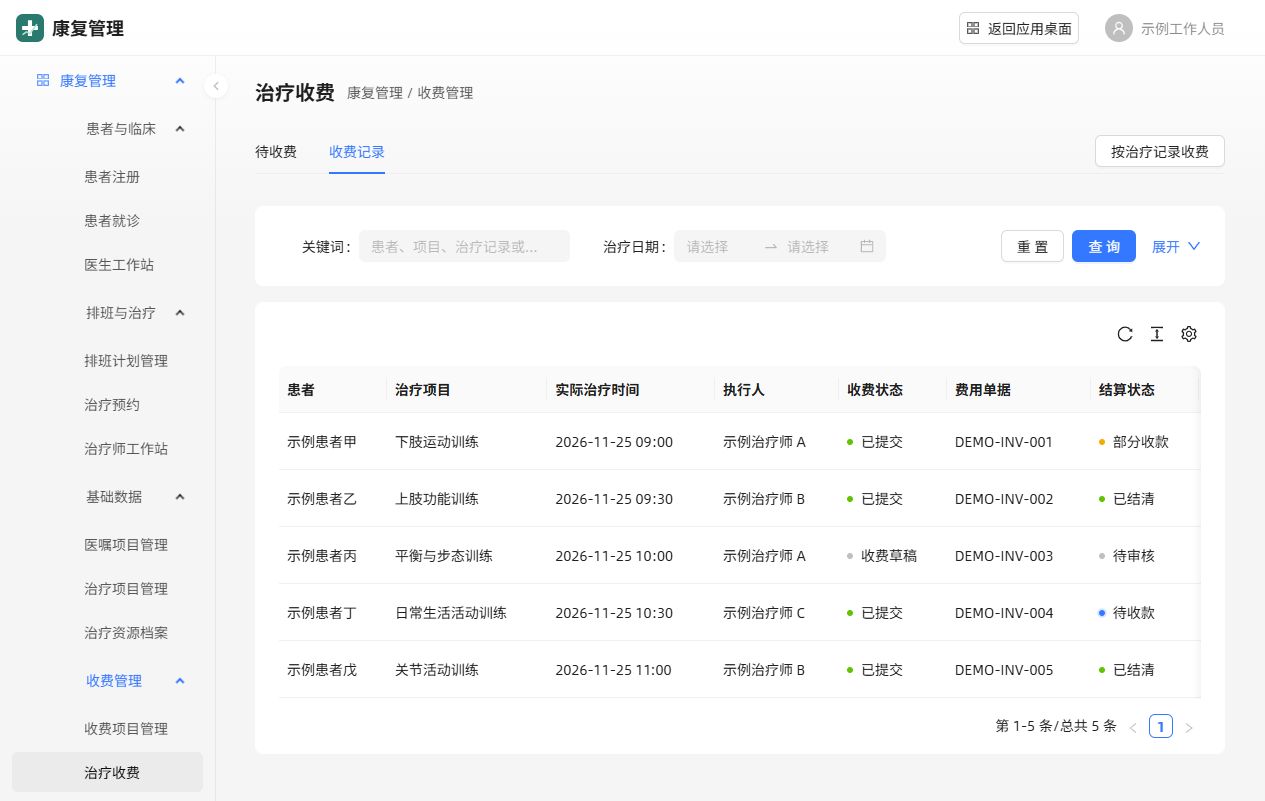 康复管理
返回应用桌面
示例工作人员
康复管理
患者与临床
患者注册
患者就诊
医生工作站
排班与治疗
排班计划管理
治疗预约
治疗师工作站
基础数据
医嘱项目管理
治疗项目管理
治疗资源档案
收费管理
收费项目管理
治疗收费
治疗收费 康复管理 / 收费管理
待收费 收费记录 按治疗记录收费
关键词： 患者、项目、治疗记录或... 治疗日期： 请选择 → 请选择 重 置 查 询 展开
患者 治疗项目 实际治疗时间 执行人 收费状态 费用单据 结算状态
示例患者甲 下肢运动训练 2026-11-25 09:00 示例治疗师 A 已提交 DEMO-INV-001 部分收款
示例患者乙 上肢功能训练 2026-11-25 09:30 示例治疗师 B 已提交 DEMO-INV-002 已结清
示例患者丙 平衡与步态训练 2026-11-25 10:00 示例治疗师 A 收费草稿 DEMO-INV-003 待审核
示例患者丁 日常生活活动训练 2026-11-25 10:30 示例治疗师 C 已提交 DEMO-INV-004 待收款
示例患者戊 关节活动训练 2026-11-25 11:00 示例治疗师 B 已提交 DEMO-INV-005 已结清
第 1-5 条/总共 5 条 < 1 >